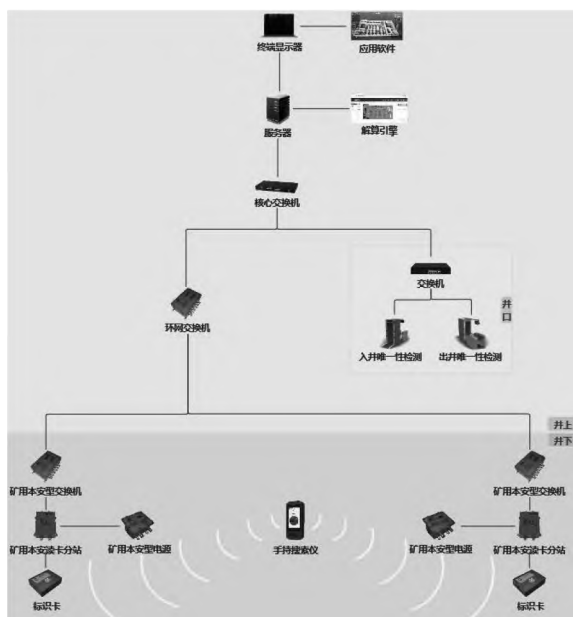 终端显示器
应用软件
服务器
解算引擎
核心交换机
交换机
井口
环网交换机
入井唯一性检测
出井唯一性检测
井上
井下
矿用本安型交换机
矿用本安型交换机
矿用本安读卡分站
矿用本安型电源
手持搜索仪
矿用本安型电源
矿用本安读卡分站
标识卡
标识卡